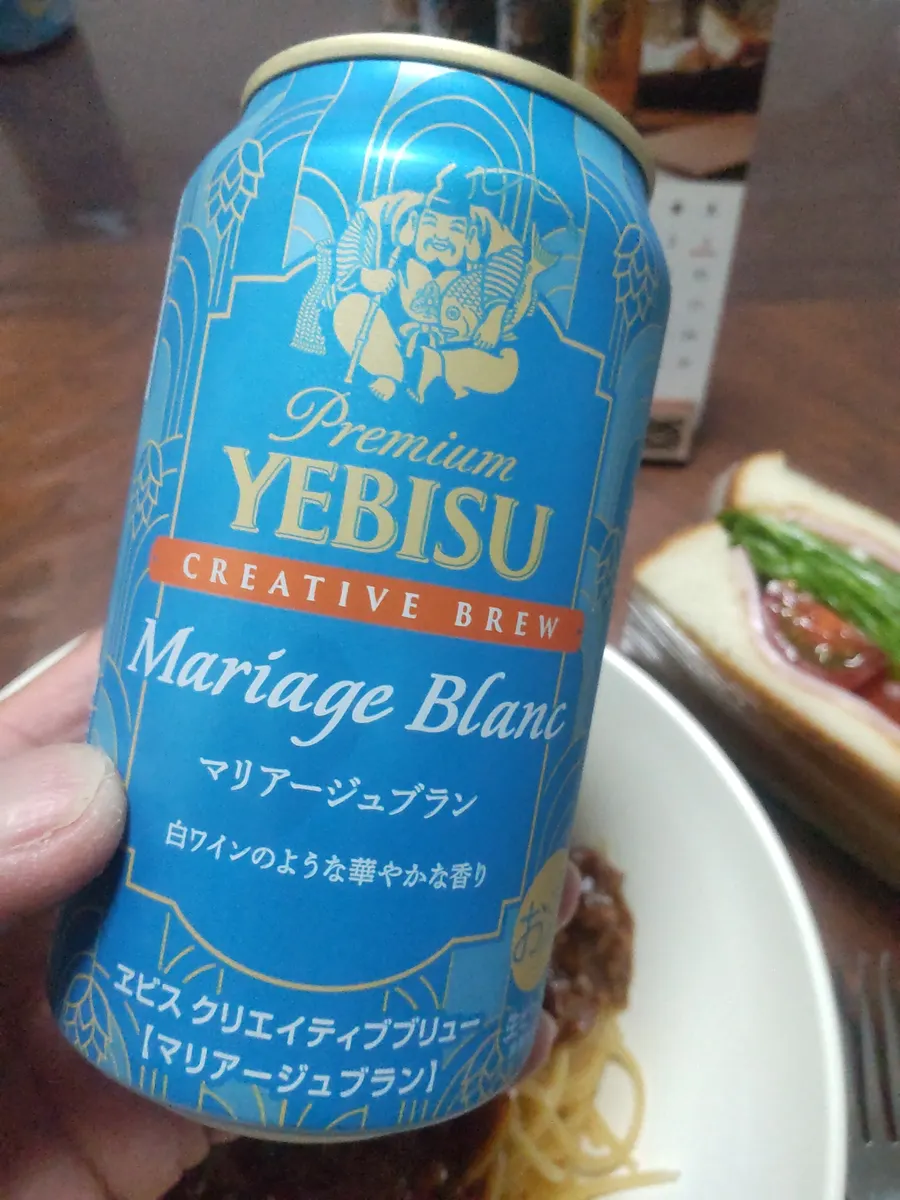 Premium
YEBISU
CREATIVE BREW
Mariage Blanc
マリアージュブラン
白ワインのような華やかな香り
お
ヱビス クリエイティブブリュー
【マリアージュブラン】